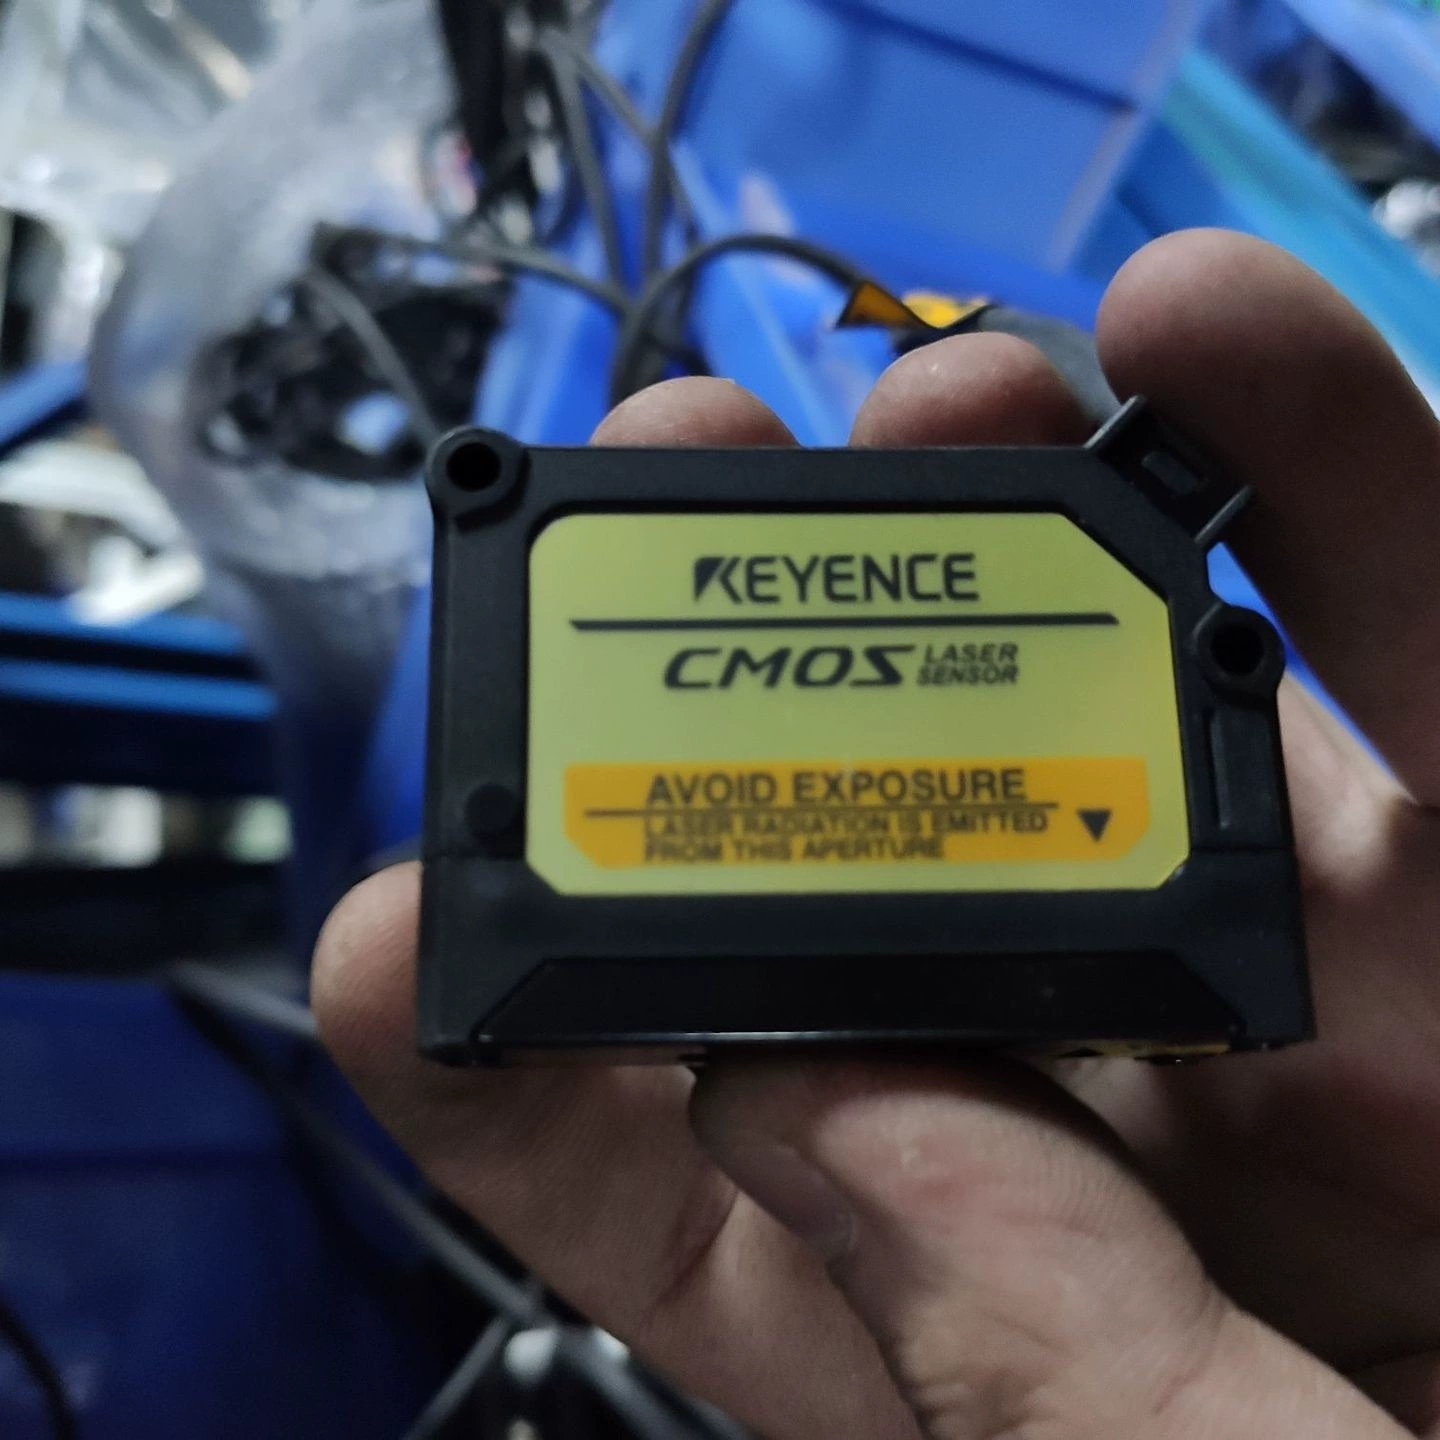 KEYENCE
CMOS LASER SENSOR
AVOID EXPOSURE
LASER RADIATION IS EMITTED
FROM THIS APERTURE